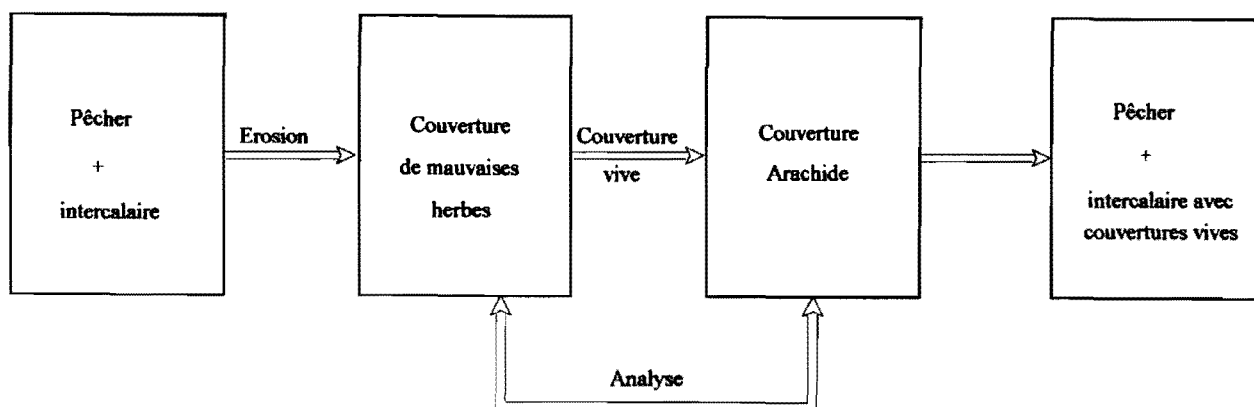 Pêcher
+
intercalaire
Erosion
Couverture
de mauvaises
herbes
Couverture
vive
Couverture
Arachide
Pêcher
+
intercalaire avec
couvertures vives
Analyse